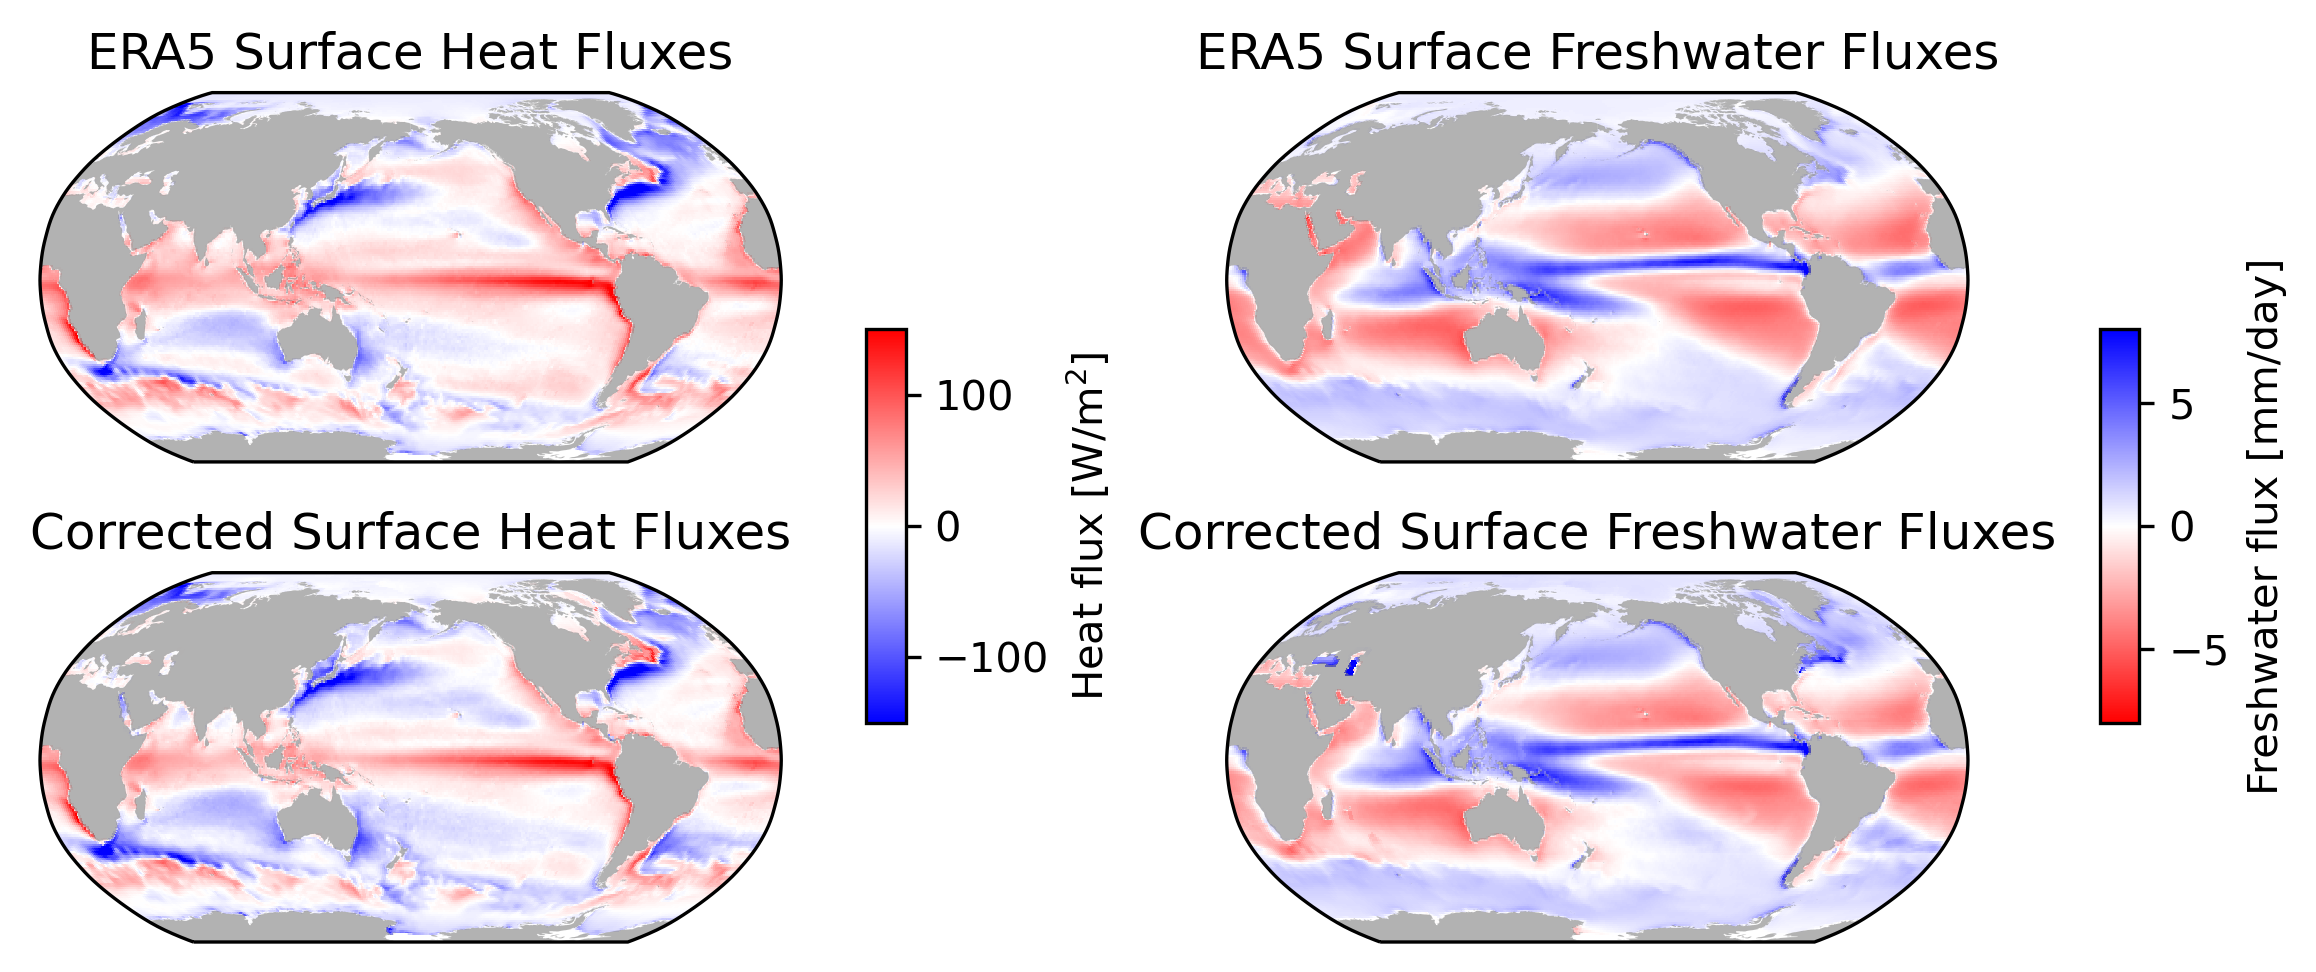 ERA5 Surface Heat Fluxes
ERA5 Surface Freshwater Fluxes
100
0
−100
Heat flux [W/m²]
5
0
−5
Freshwater flux [mm/day]
Corrected Surface Heat Fluxes
Corrected Surface Freshwater Fluxes